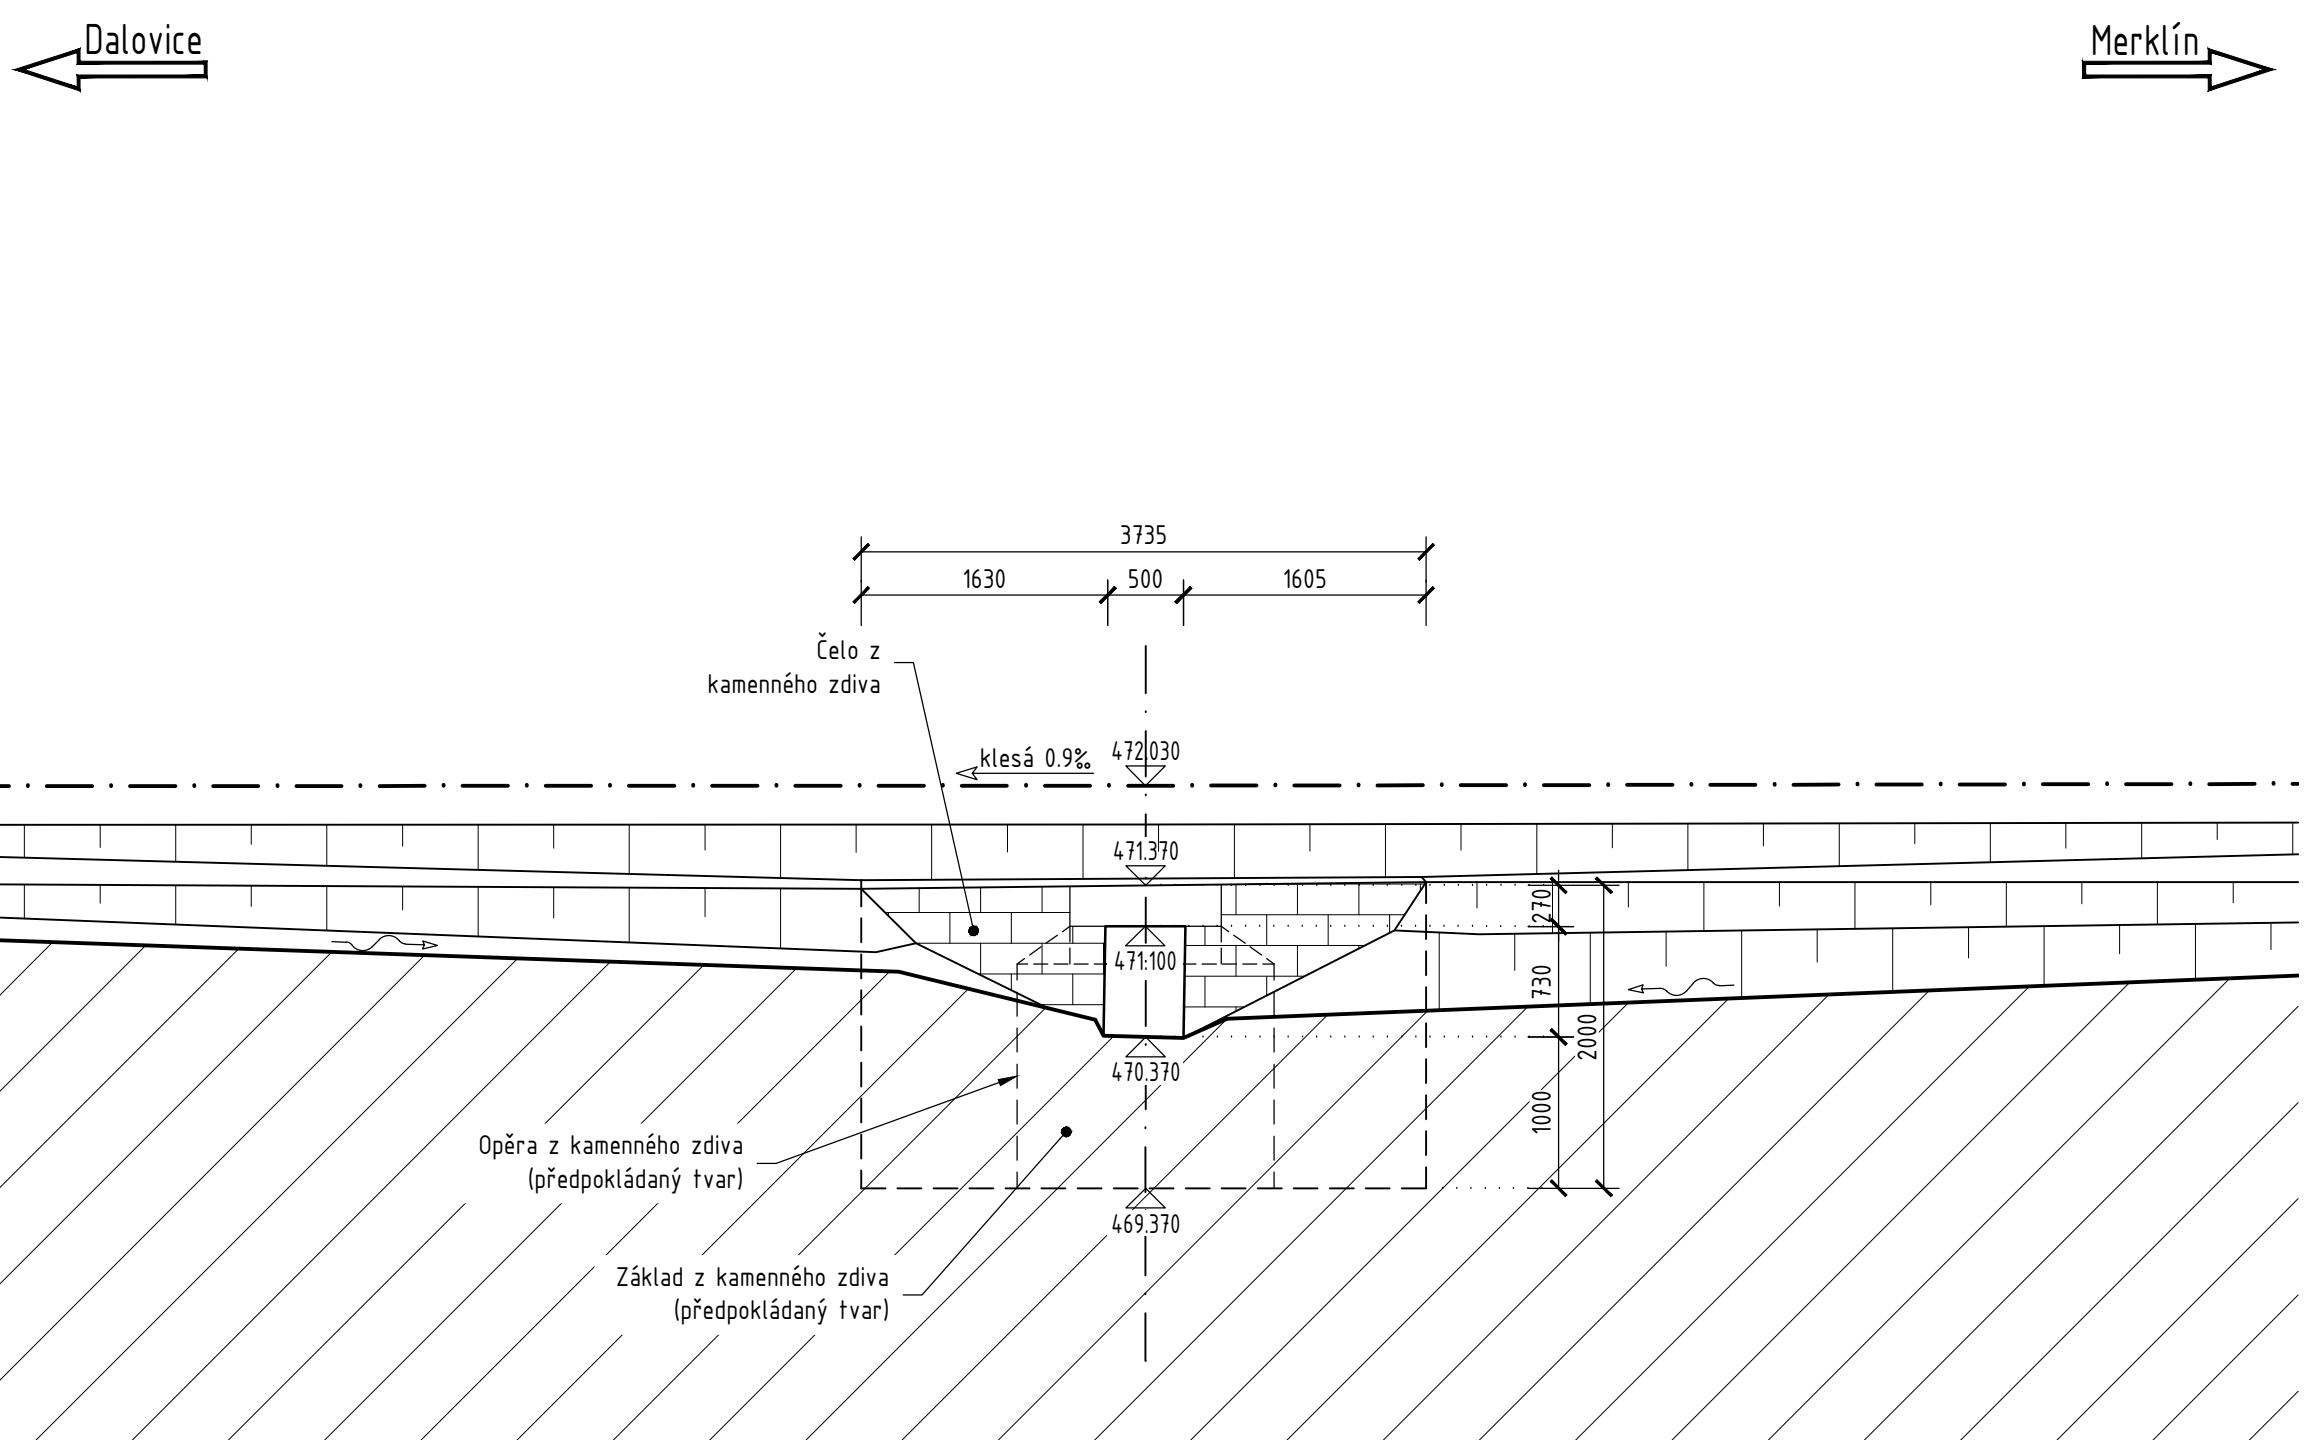 Dalovice
Merklín
3735
1630
500
1605
Čelo z
kamenného zdiva
klesá 0.9‰
472.030
471.370
270
471.100
730
2000
470.370
1000
Opěra z kamenného zdiva
(předpokládaný tvar)
469.370
Základ z kamenného zdiva
(předpokládaný tvar)